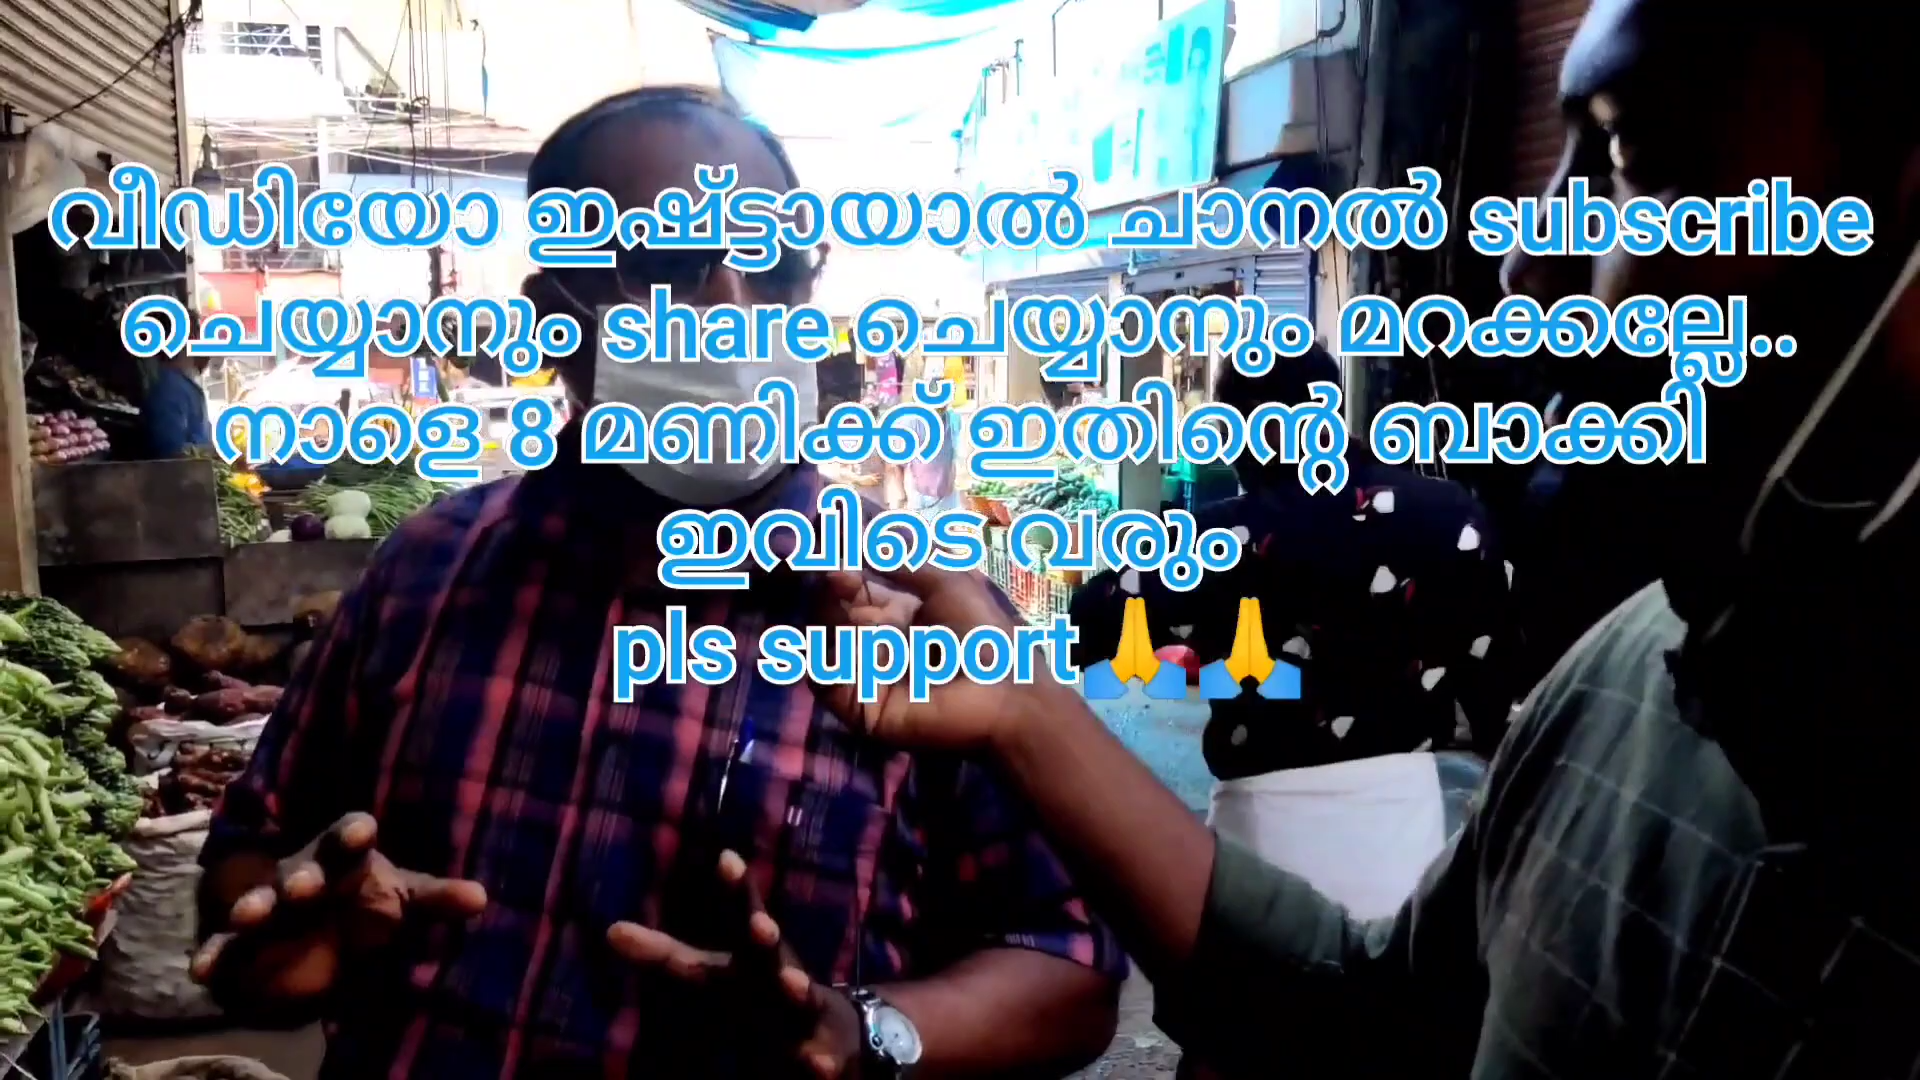 വീഡിയോ ഇഷ്ട്ടായാൽ ചാനൽ subscribe
ചെയ്യാനും share ചെയ്യാനും മറക്കല്ലേ..
നാളെ 8 മണിക്ക് ഇതിന്റെ ബാക്കി
ഇവിടെ വരും
pls support🙏🙏